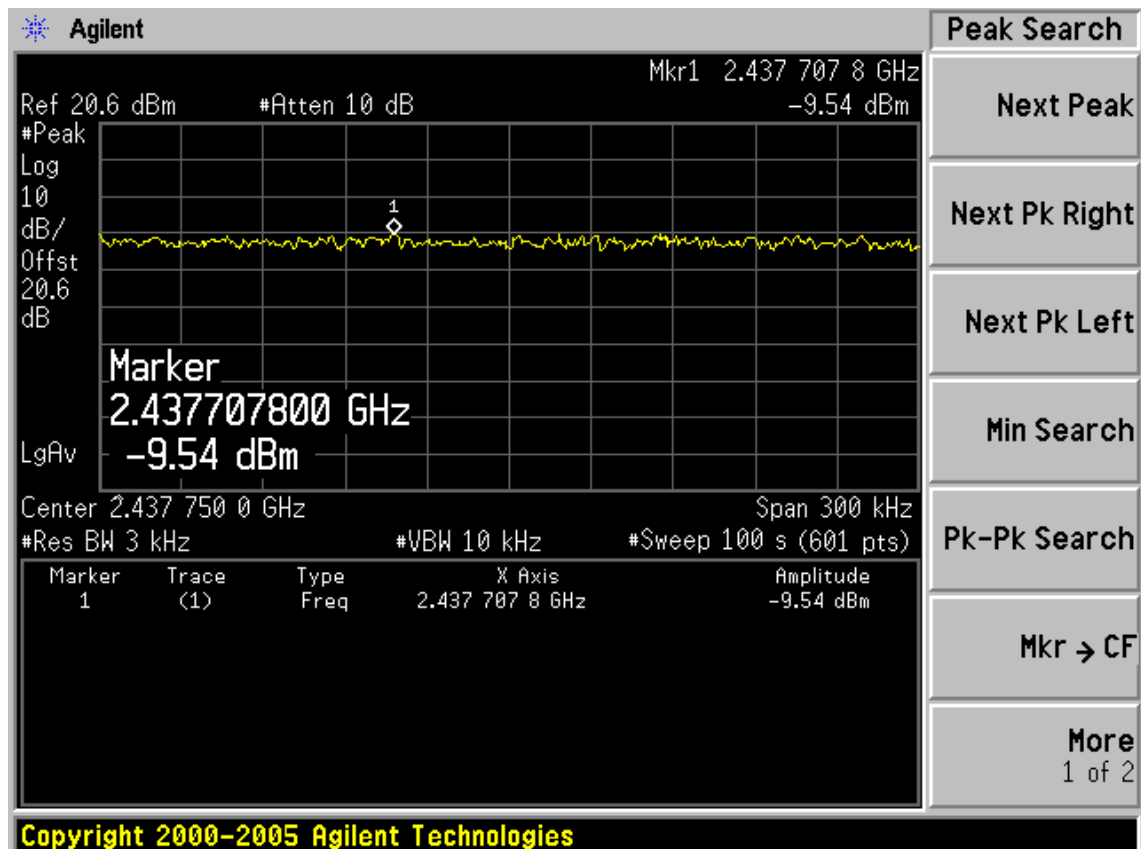 Agilent
Peak Search
Mkr1 2.437 707 8 GHz
Ref 20.6 dBm #Atten 10 dB -9.54 dBm
#Peak
Log
10
dB/
Offst
20.6
dB
LgAv
1
Marker
2.437707800 GHz
-9.54 dBm
Center 2.437 750 0 GHz Span 300 kHz
#Res BW 3 kHz #VBW 10 kHz #Sweep 100 s (601 pts)
Marker Trace Type X Axis Amplitude
1 (1) Freq 2.437 707 8 GHz -9.54 dBm
Next Peak
Next Pk Right
Next Pk Left
Min Search
Pk-Pk Search
Mkr → CF
More
1 of 2
Copyright 2000-2005 Agilent Technologies